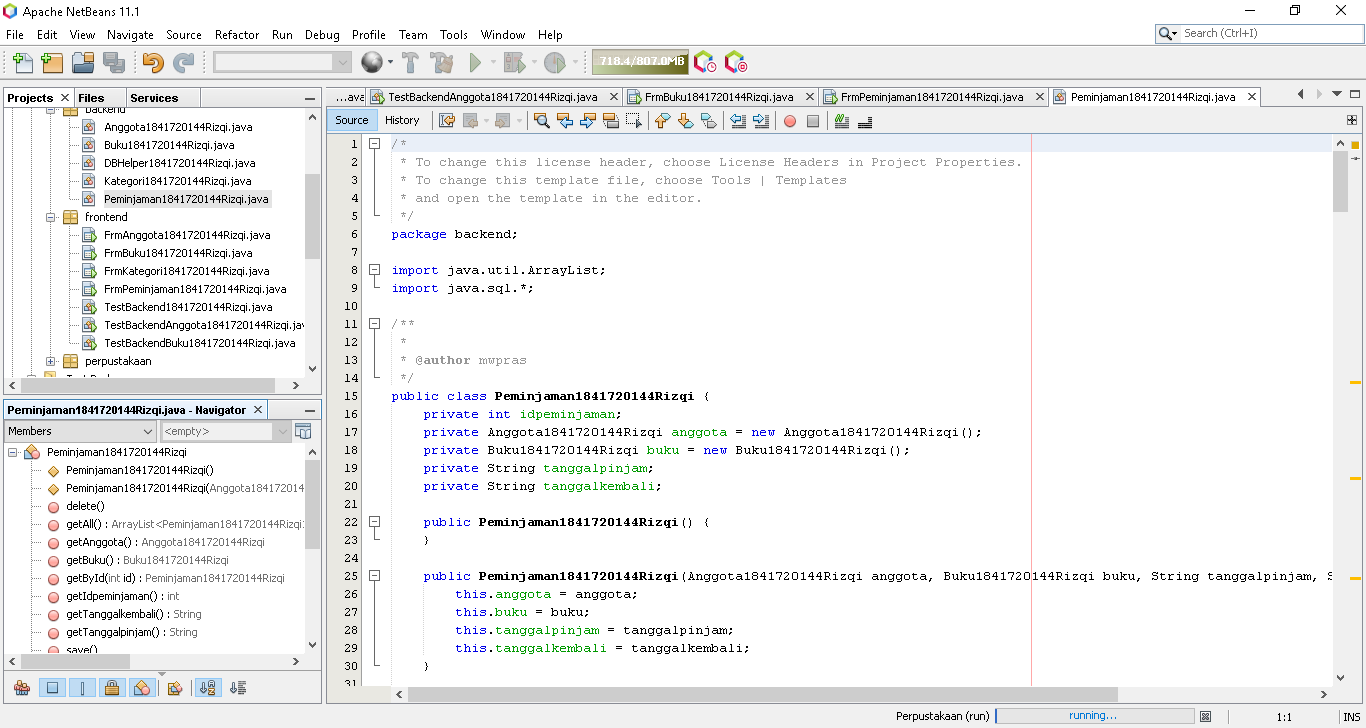 Apache NetBeans 11.1
File Edit View Navigate Source Refactor Run Debug Profile Team Tools Window Help
Search (Ctrl+I)
718.4/807.0MB
Projects Files Services
backend
Anggota1841720144Rizqi.java
Buku1841720144Rizqi.java
DBHelper1841720144Rizqi.java
Kategori1841720144Rizqi.java
Peminjaman1841720144Rizqi.java
frontend
FrmAnggota1841720144Rizqi.java
FrmBuku1841720144Rizqi.java
FrmKategori1841720144Rizqi.java
FrmPeminjaman1841720144Rizqi.java
TestBackend1841720144Rizqi.java
TestBackendAnggota1841720144Rizqi.jav
TestBackendBuku1841720144Rizqi.java
perpustakaan
Peminjaman1841720144Rizqi.java - Navigator
Members <empty>
Peminjaman1841720144Rizqi
Peminjaman1841720144Rizqi()
Peminjaman1841720144Rizqi(Anggota1841720144
delete()
getAll() : ArrayList<Peminjaman1841720144Rizqi
getAnggota() : Anggota1841720144Rizqi
getBuku() : Buku1841720144Rizqi
getById(int id) : Peminjaman1841720144Rizqi
getIdpeminjaman() : int
getTanggalkembali() : String
getTanggalpinjam() : String
save()
...ava TestBackendAnggota1841720144Rizqi.java FrmBuku1841720144Rizqi.java FrmPeminjaman1841720144Rizqi.java Peminjaman1841720144Rizqi.java
Source History
1 /*
2 * To change this license header, choose License Headers in Project Properties.
3 * To change this template file, choose Tools | Templates
4 * and open the template in the editor.
5 */
6 package backend;
7
8 import java.util.ArrayList;
9 import java.sql.*;
10
11 /**
12 *
13 * @author mwpras
14 */
15 public class Peminjaman1841720144Rizqi {
16 private int idpeminjaman;
17 private Anggota1841720144Rizqi anggota = new Anggota1841720144Rizqi();
18 private Buku1841720144Rizqi buku = new Buku1841720144Rizqi();
19 private String tanggalpinjam;
20 private String tanggalkembali;
21
22 public Peminjaman1841720144Rizqi() {
23 }
24
25 public Peminjaman1841720144Rizqi(Anggota1841720144Rizqi anggota, Buku1841720144Rizqi buku, String tanggalpinjam, S
26 this.anggota = anggota;
27 this.buku = buku;
28 this.tanggalpinjam = tanggalpinjam;
29 this.tanggalkembali = tanggalkembali;
30 }
31
Perpustakaan (run) running... 1:1 INS